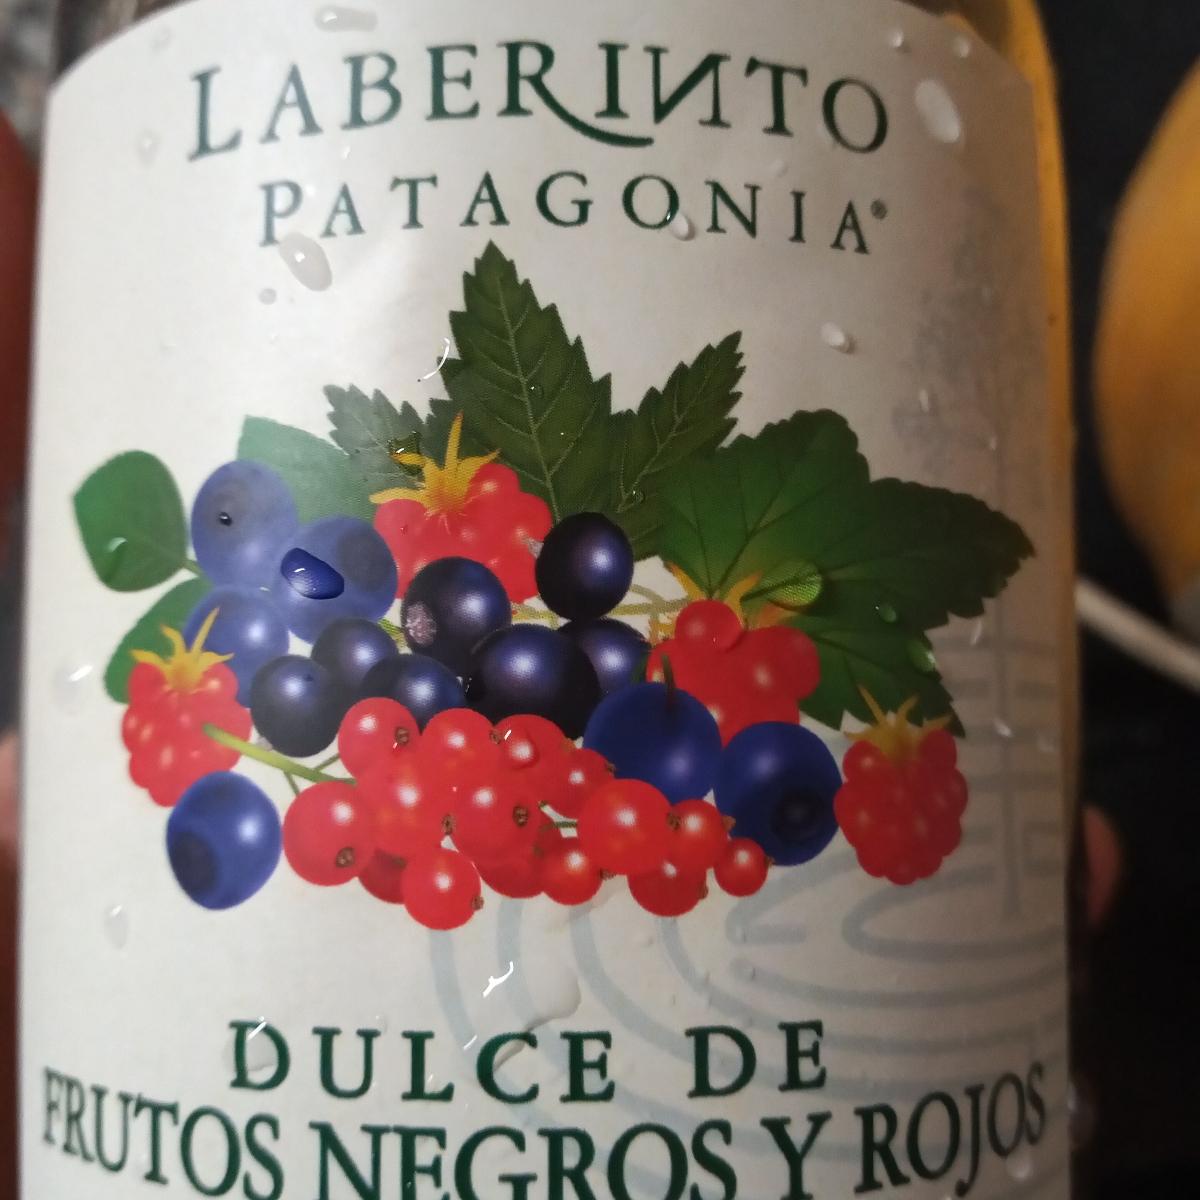 LABERINTO
PATAGONIA®
DULCE DE
FRUTOS NEGROS Y ROJOS